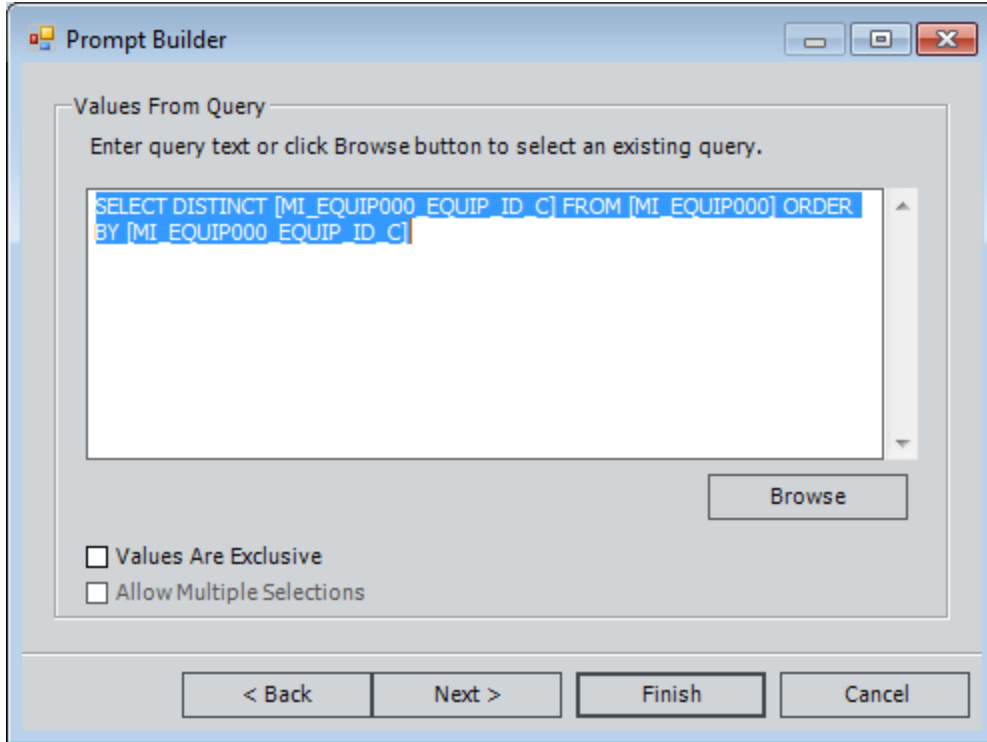 Prompt Builder
Values From Query
Enter query text or click Browse button to select an existing query.
SELECT DISTINCT [MI_EQUIP000_EQUIP_ID_C] FROM [MI_EQUIP000] ORDER
BY [MI_EQUIP000_EQUIP_ID_C]
Browse
Values Are Exclusive
Allow Multiple Selections
< Back
Next >
Finish
Cancel